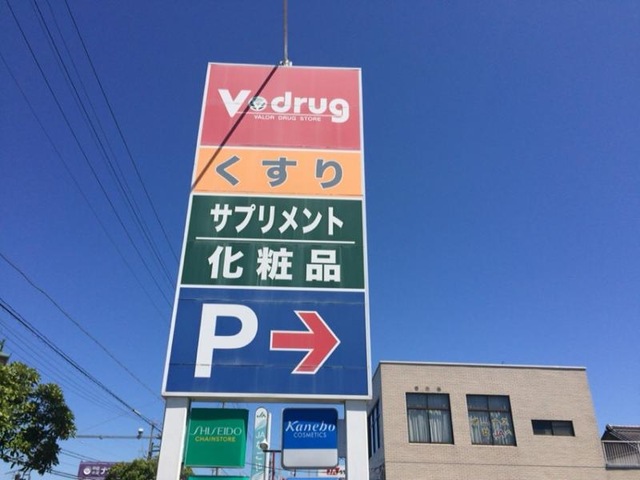 V drug
VALOR DRUG STORE
くすり
サプリメント
化粧品
P
SHISEIDO
CHAINSTORE
Kanebo
COSMETICS
JA